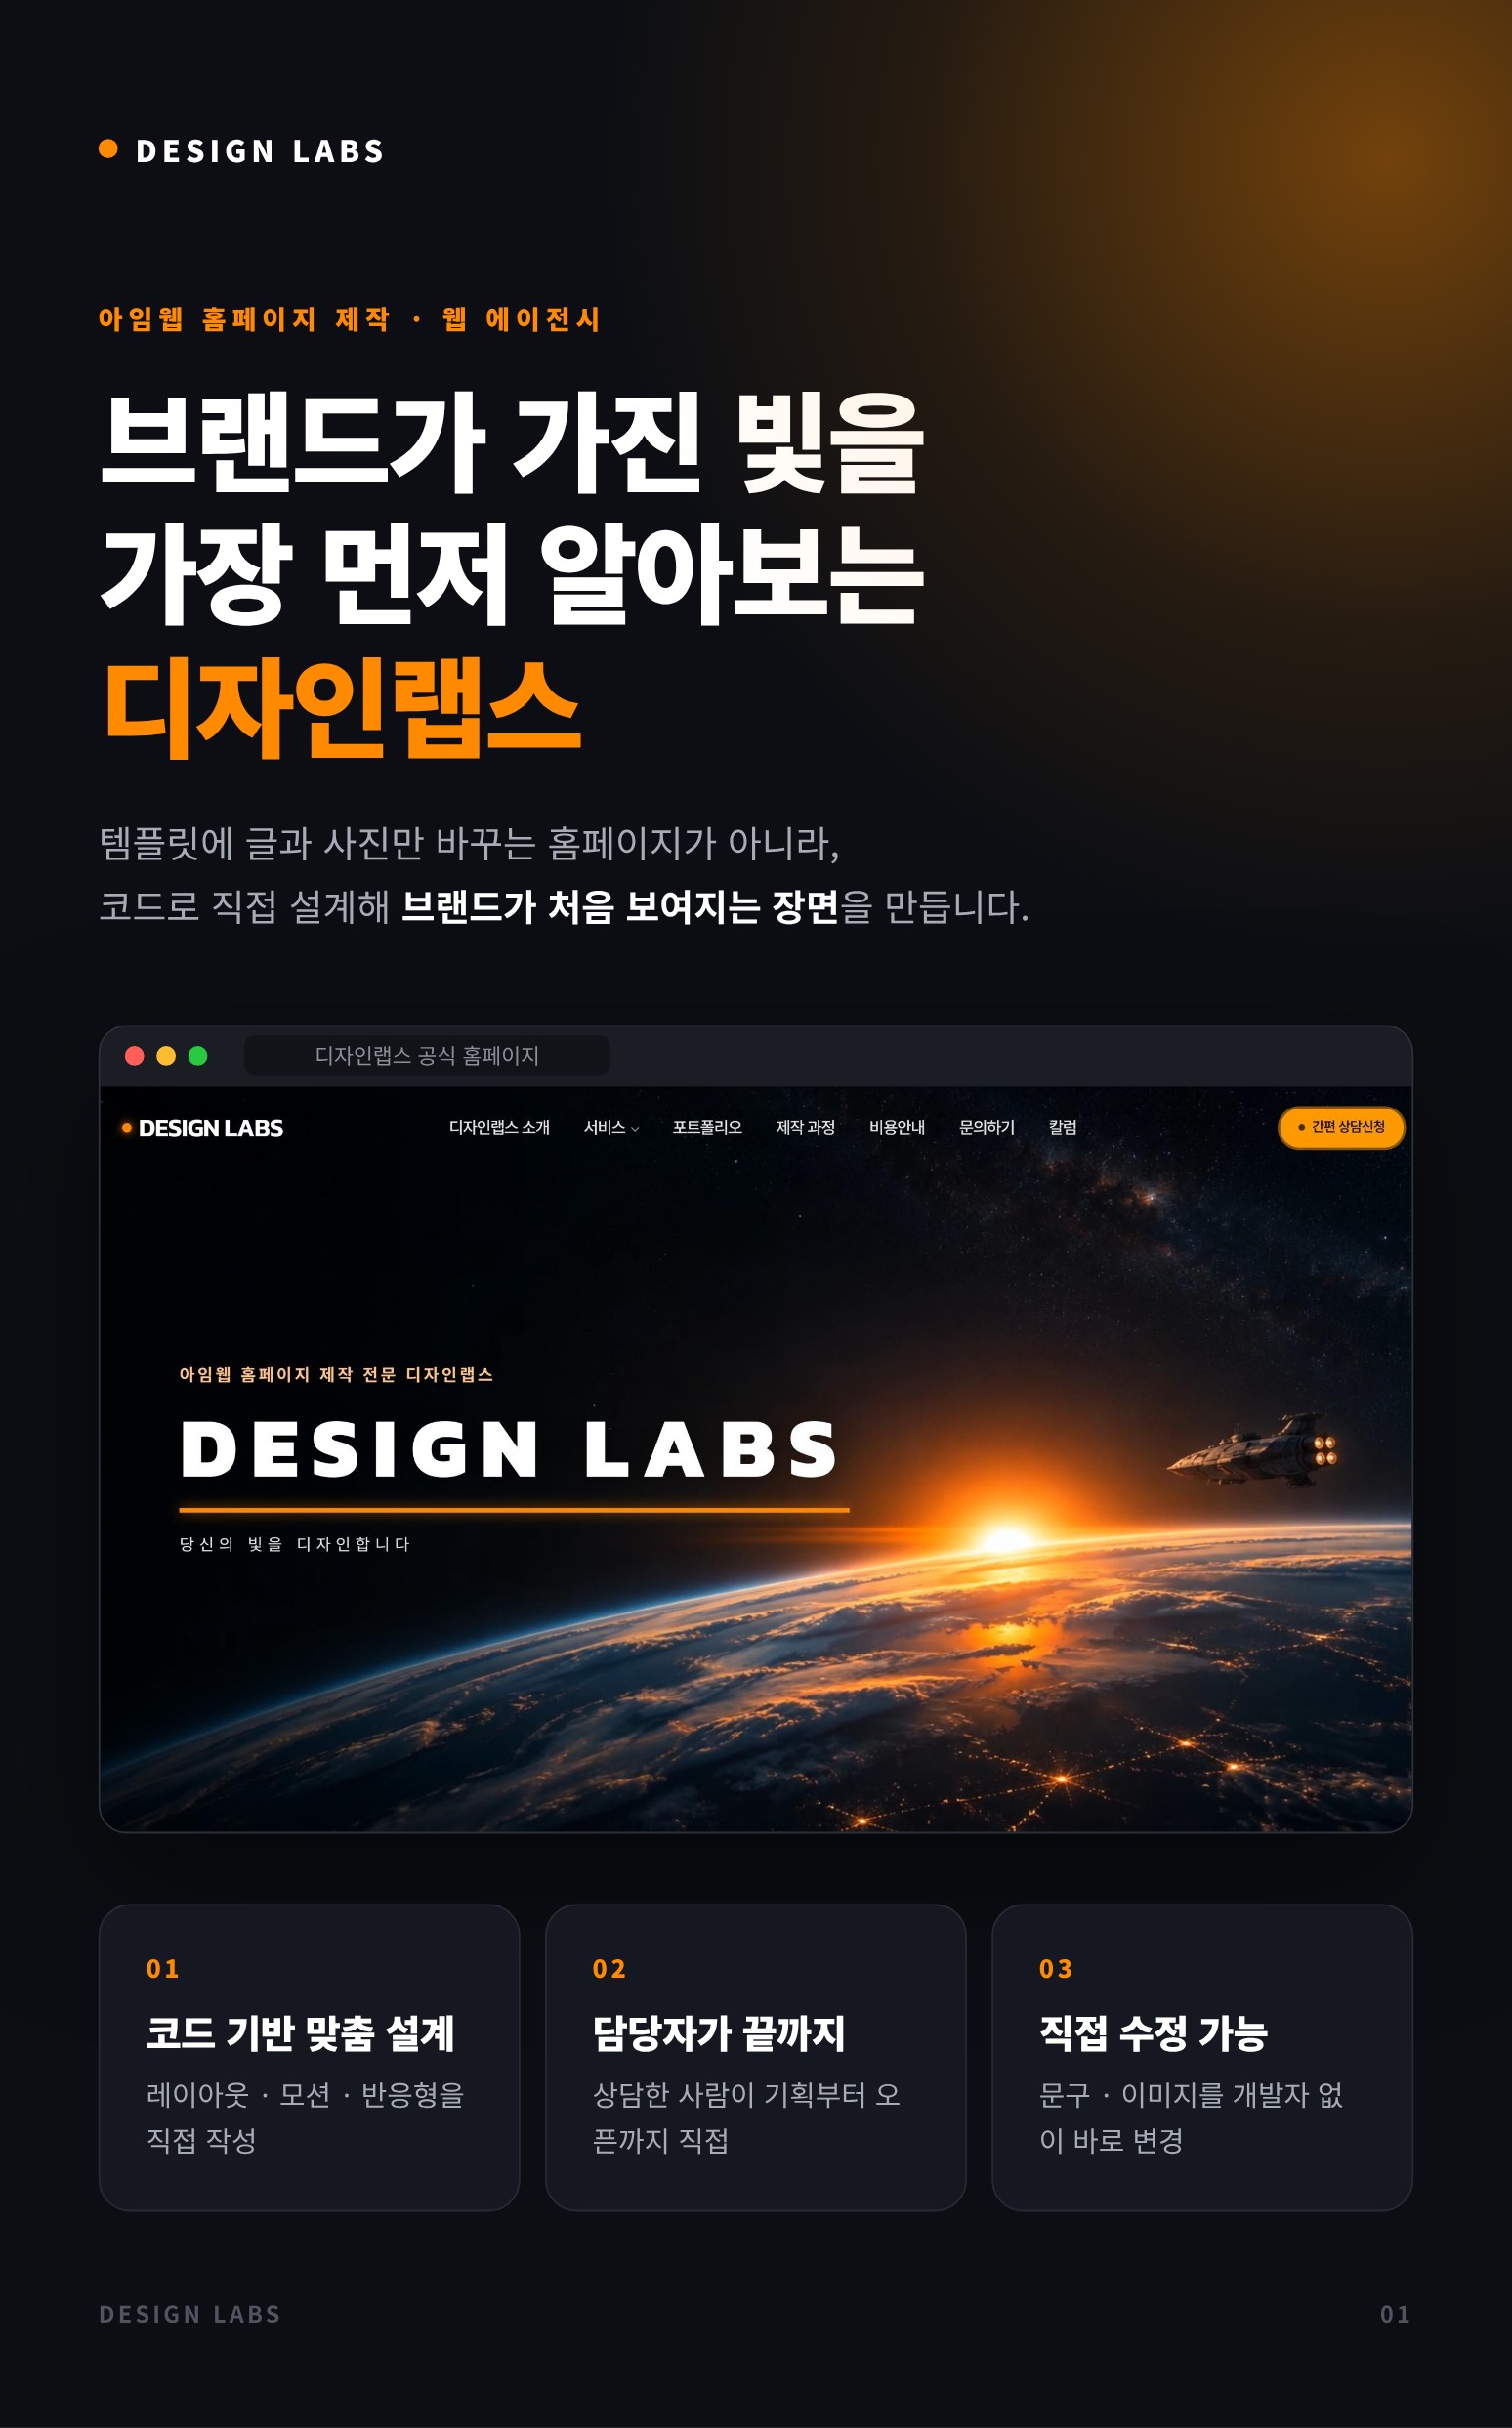 DESIGN LABS
아임웹 홈페이지 제작 · 웹 에이전시
브랜드가 가진 빛을
가장 먼저 알아보는
디자인랩스
템플릿에 글과 사진만 바꾸는 홈페이지가 아니라,
코드로 직접 설계해 브랜드가 처음 보여지는 장면을 만듭니다.
디자인랩스 공식 홈페이지
DESIGN LABS 디자인랩스 소개 서비스 포트폴리오 제작 과정 비용안내 문의하기 칼럼 간편 상담신청
아임웹 홈페이지 제작 전문 디자인랩스
DESIGN LABS
당신의 빛을 디자인합니다
01
코드 기반 맞춤 설계
레이아웃 · 모션 · 반응형을
직접 작성
02
담당자가 끝까지
상담한 사람이 기획부터 오
픈까지 직접
03
직접 수정 가능
문구 · 이미지를 개발자 없
이 바로 변경
DESIGN LABS 01